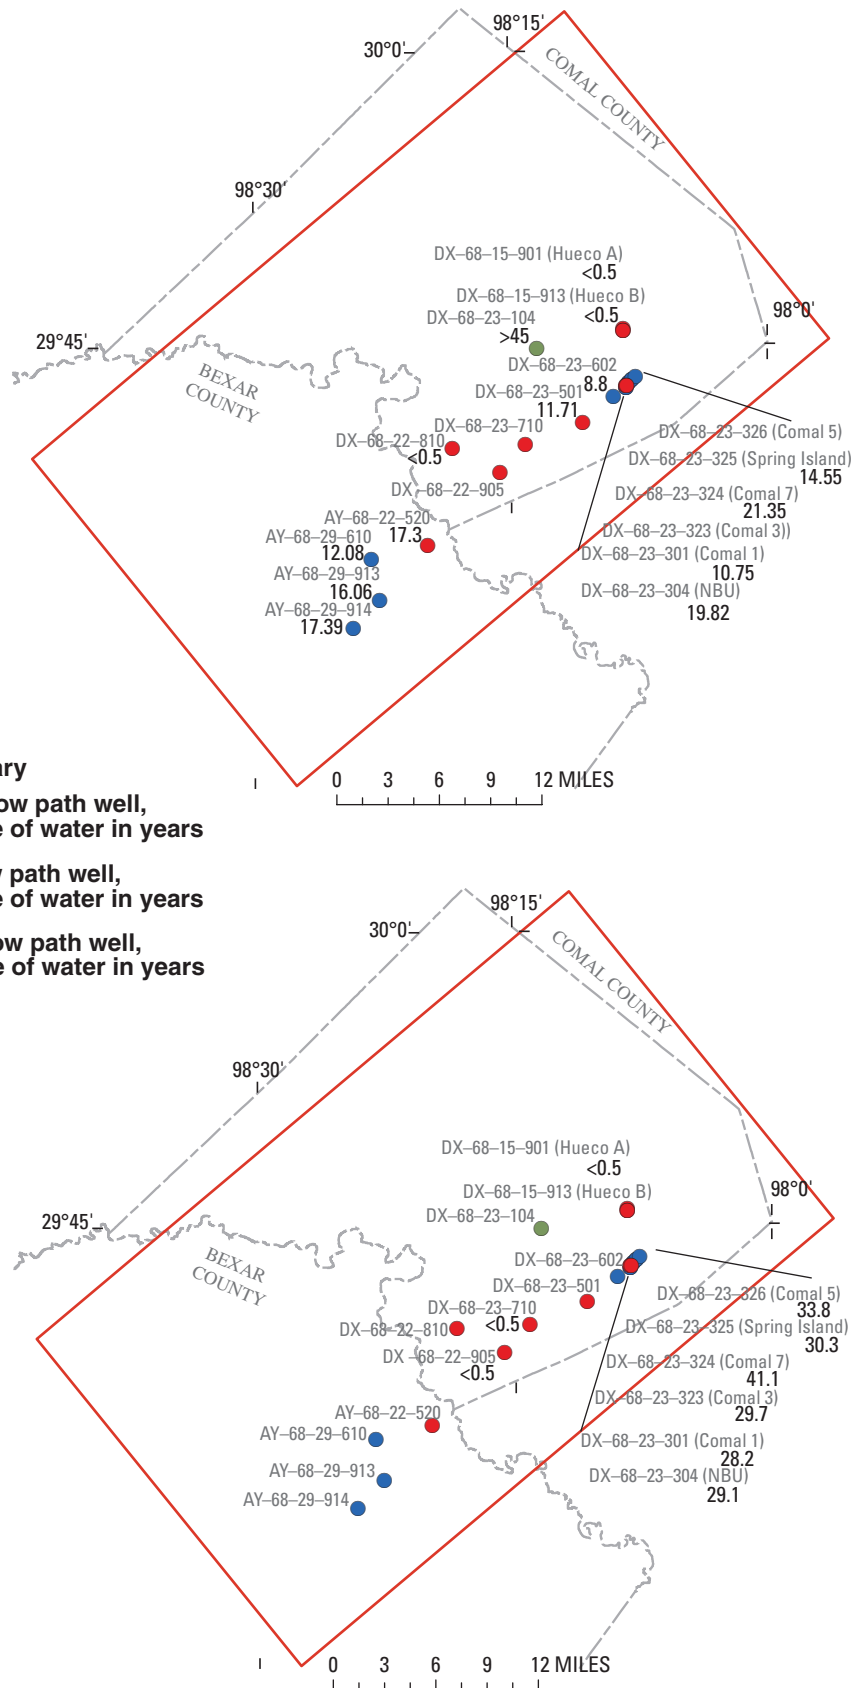 98°15'
30°0'
COMAL COUNTY
98°30'
DX–68–15–901 (Hueco A)
<0.5
DX–68–15–913 (Hueco B)
<0.5
DX–68–23–104
>45
98°0'
29°45'
BEXAR
COUNTY
DX–68–23–602
8.8
DX–68–23–501
11.71
DX–68–23–710
DX–68–22–810
<0.5
DX–68–22–905
DX–68–23–326 (Comal 5)
DX–68–23–325 (Spring Island)
14.55
DX–68–23–324 (Comal 7)
21.35
DX–68–23–323 (Comal 3))
DX–68–23–301 (Comal 1)
10.75
DX–68–23–304 (NBU)
19.82
AY–68–22–520
17.3
AY–68–29–610
12.08
AY–68–29–913
16.06
AY–68–29–914
17.39
ary
ow path well,
e of water in years
w path well,
e of water in years
ow path well,
e of water in years
0 3 6 9 12 MILES
98°15'
30°0'
COMAL COUNTY
98°30'
DX–68–15–901 (Hueco A)
<0.5
DX–68–15–913 (Hueco B)
DX–68–23–104
98°0'
29°45'
BEXAR
COUNTY
DX–68–23–602
DX–68–23–501
DX–68–23–710
<0.5
DX–68–22–810
DX –68–22–905
<0.5
DX–68–23–326 (Comal 5)
33.8
DX–68–23–325 (Spring Island)
30.3
DX–68–23–324 (Comal 7)
41.1
DX–68–23–323 (Comal 3)
29.7
DX–68–23–301 (Comal 1)
28.2
DX–68–23–304 (NBU)
29.1
AY–68–22–520
AY–68–29–610
AY–68–29–913
AY–68–29–914
0 3 6 9 12 MILES